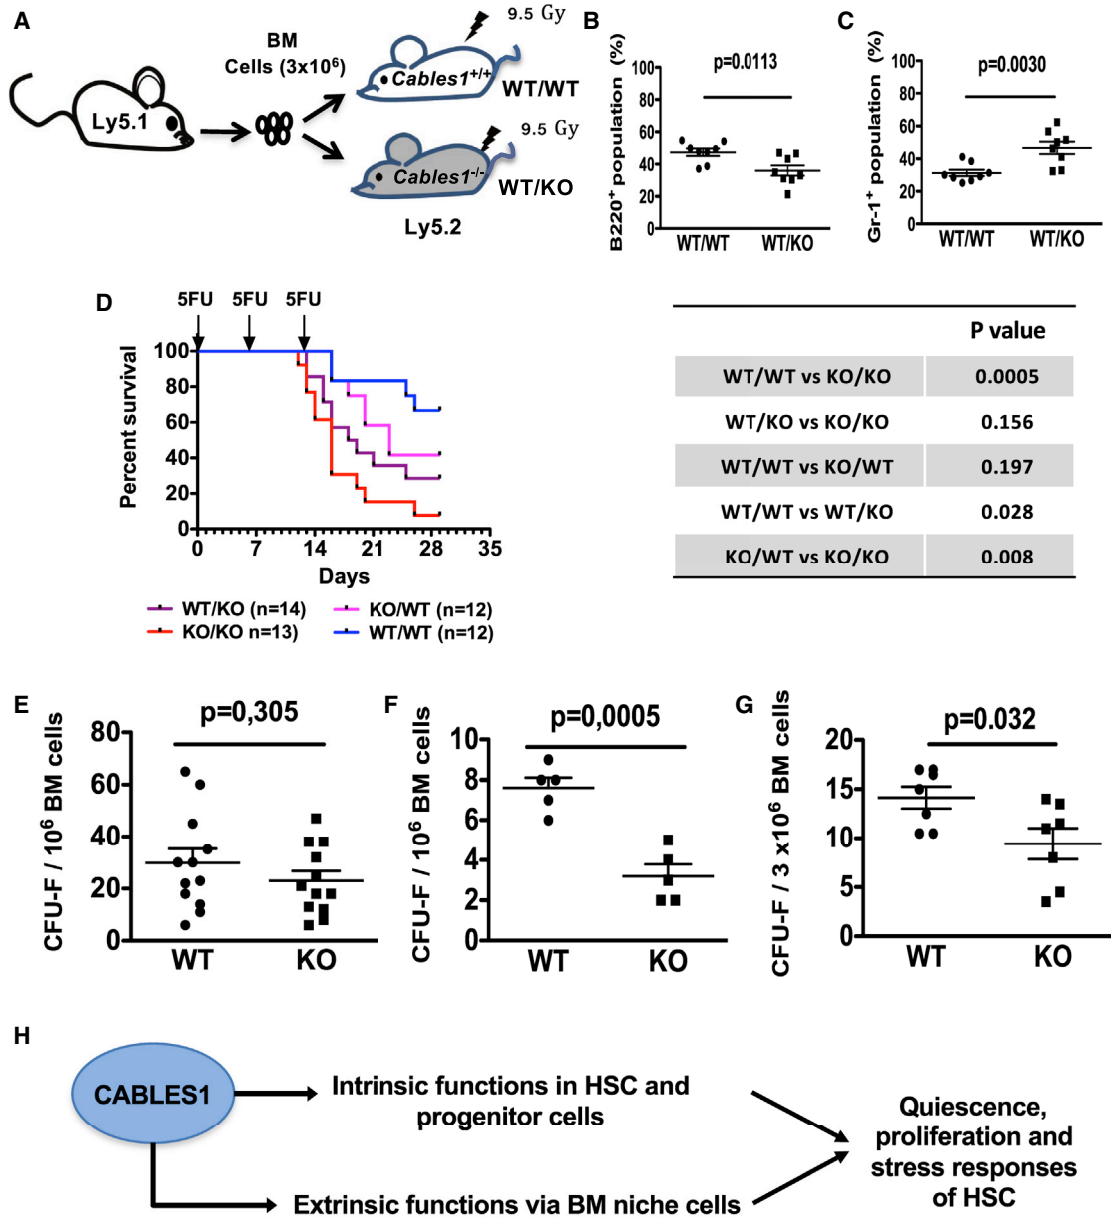 A
BM
Cells (3x10⁶)
Ly5.1
9.5 Gy
Cables1⁺/⁺
WT/WT
9.5 Gy
Cables1⁻/⁻
WT/KO
Ly5.2
B
B220⁺ population (%)
p=0.0113
100
80
60
40
20
0
WT/WT WT/KO
C
Gr-1⁺ population (%)
p=0.0030
100
80
60
40
20
0
WT/WT WT/KO
D
5FU 5FU 5FU
Percent survival
100
80
60
40
20
0
0 7 14 21 28 35
Days
WT/KO (n=14) KO/WT (n=12)
KO/KO n=13) WT/WT (n=12)
P value
WT/WT vs KO/KO 0.0005
WT/KO vs KO/KO 0.156
WT/WT vs KO/WT 0.197
WT/WT vs WT/KO 0.028
KO/WT vs KO/KO 0.008
E
CFU-F / 10⁶ BM cells
p=0,305
80
60
40
20
0
WT KO
F
CFU-F / 10⁶ BM cells
p=0,0005
10
8
6
4
2
0
WT KO
G
CFU-F / 3 x10⁶ BM cells
p=0.032
20
15
10
5
0
WT KO
H
CABLES1
Intrinsic functions in HSC and
progenitor cells
Extrinsic functions via BM niche cells
Quiescence,
proliferation and
stress responses
of HSC